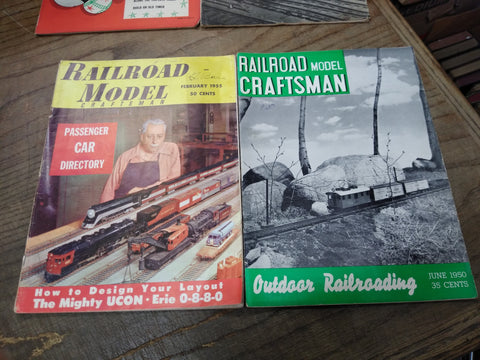 RAILROAD
MODEL
CRAFTSMAN
FEBRUARY 1955
50 CENTS
PASSENGER
CAR
DIRECTORY
How to Design Your Layout
The Mighty UCON · Erie 0-8-8-0
RAILROAD MODEL
CRAFTSMAN
Outdoor Railroading
JUNE 1950
35 CENTS